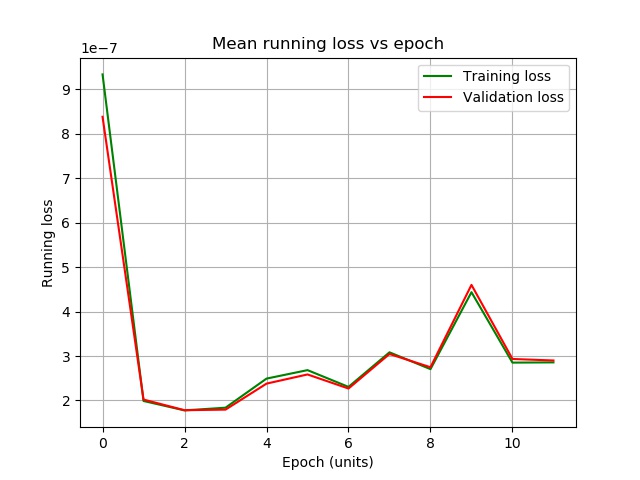 Mean running loss vs epoch
1e−7
Training loss
Validation loss
9
8
7
6
5
4
3
2
Running loss
0 2 4 6 8 10
Epoch (units)